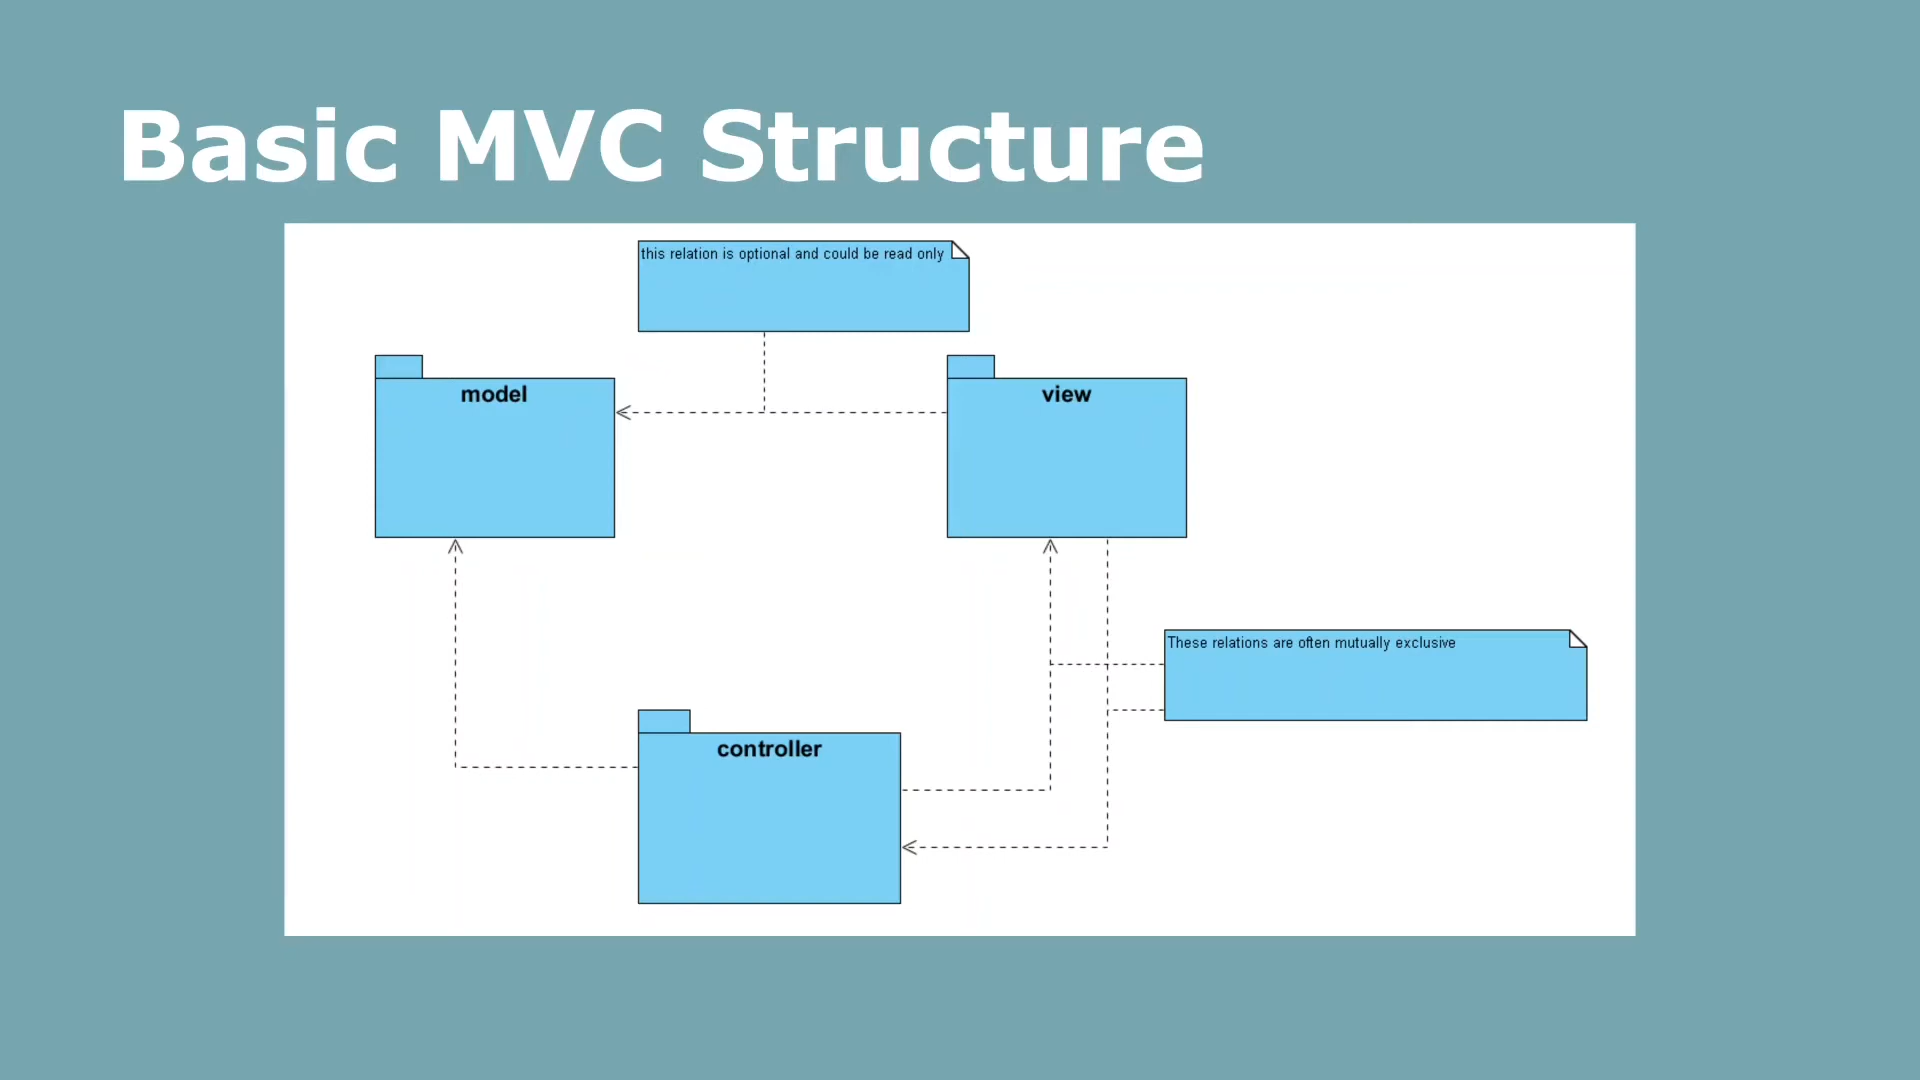 Basic MVC Structure
this relation is optional and could be read only
model
view
These relations are often mutually exclusive
controller